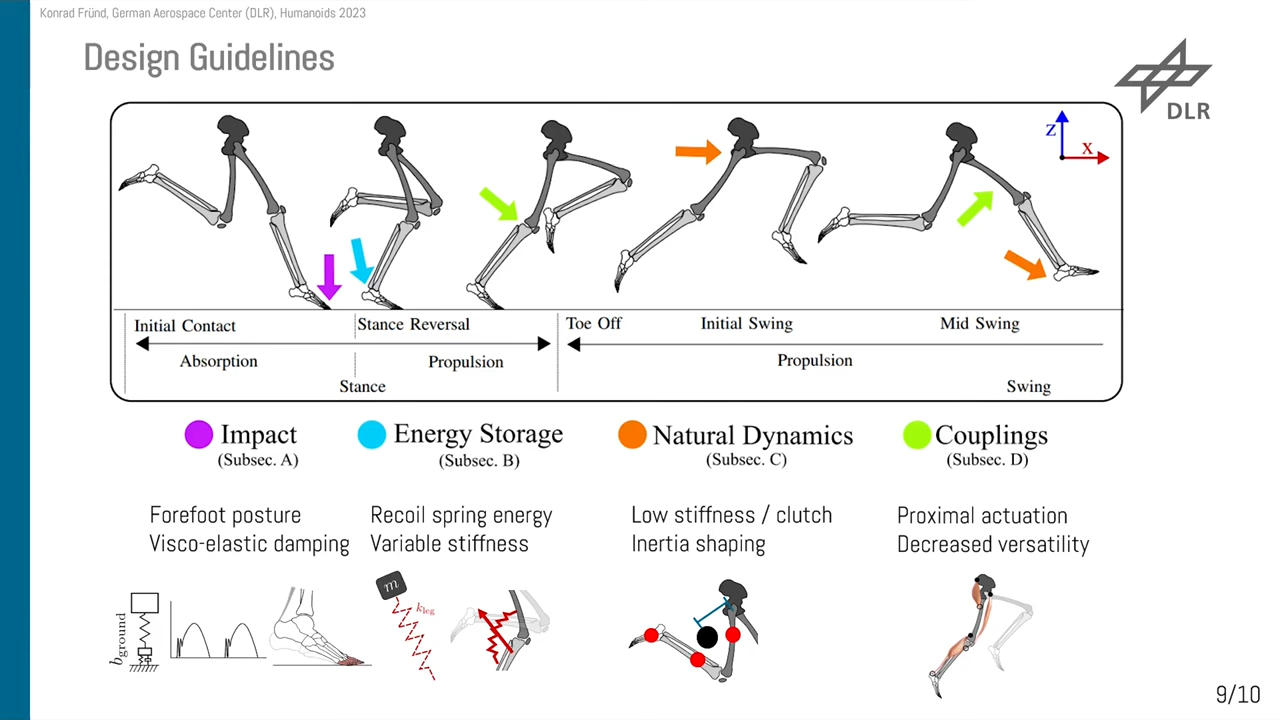 Konrad Fründ, German Aerospace Center (DLR), Humanoids 2023
Design Guidelines
DLR
Z
X
Initial Contact
Stance Reversal
Toe Off
Initial Swing
Mid Swing
Absorption
Propulsion
Propulsion
Stance
Swing
Impact
(Subsec. A)
Energy Storage
(Subsec. B)
Natural Dynamics
(Subsec. C)
Couplings
(Subsec. D)
Forefoot posture
Visco-elastic damping
Recoil spring energy
Variable stiffness
Low stiffness / clutch
Inertia shaping
Proximal actuation
Decreased versatility
bground
m
kleg
9/10